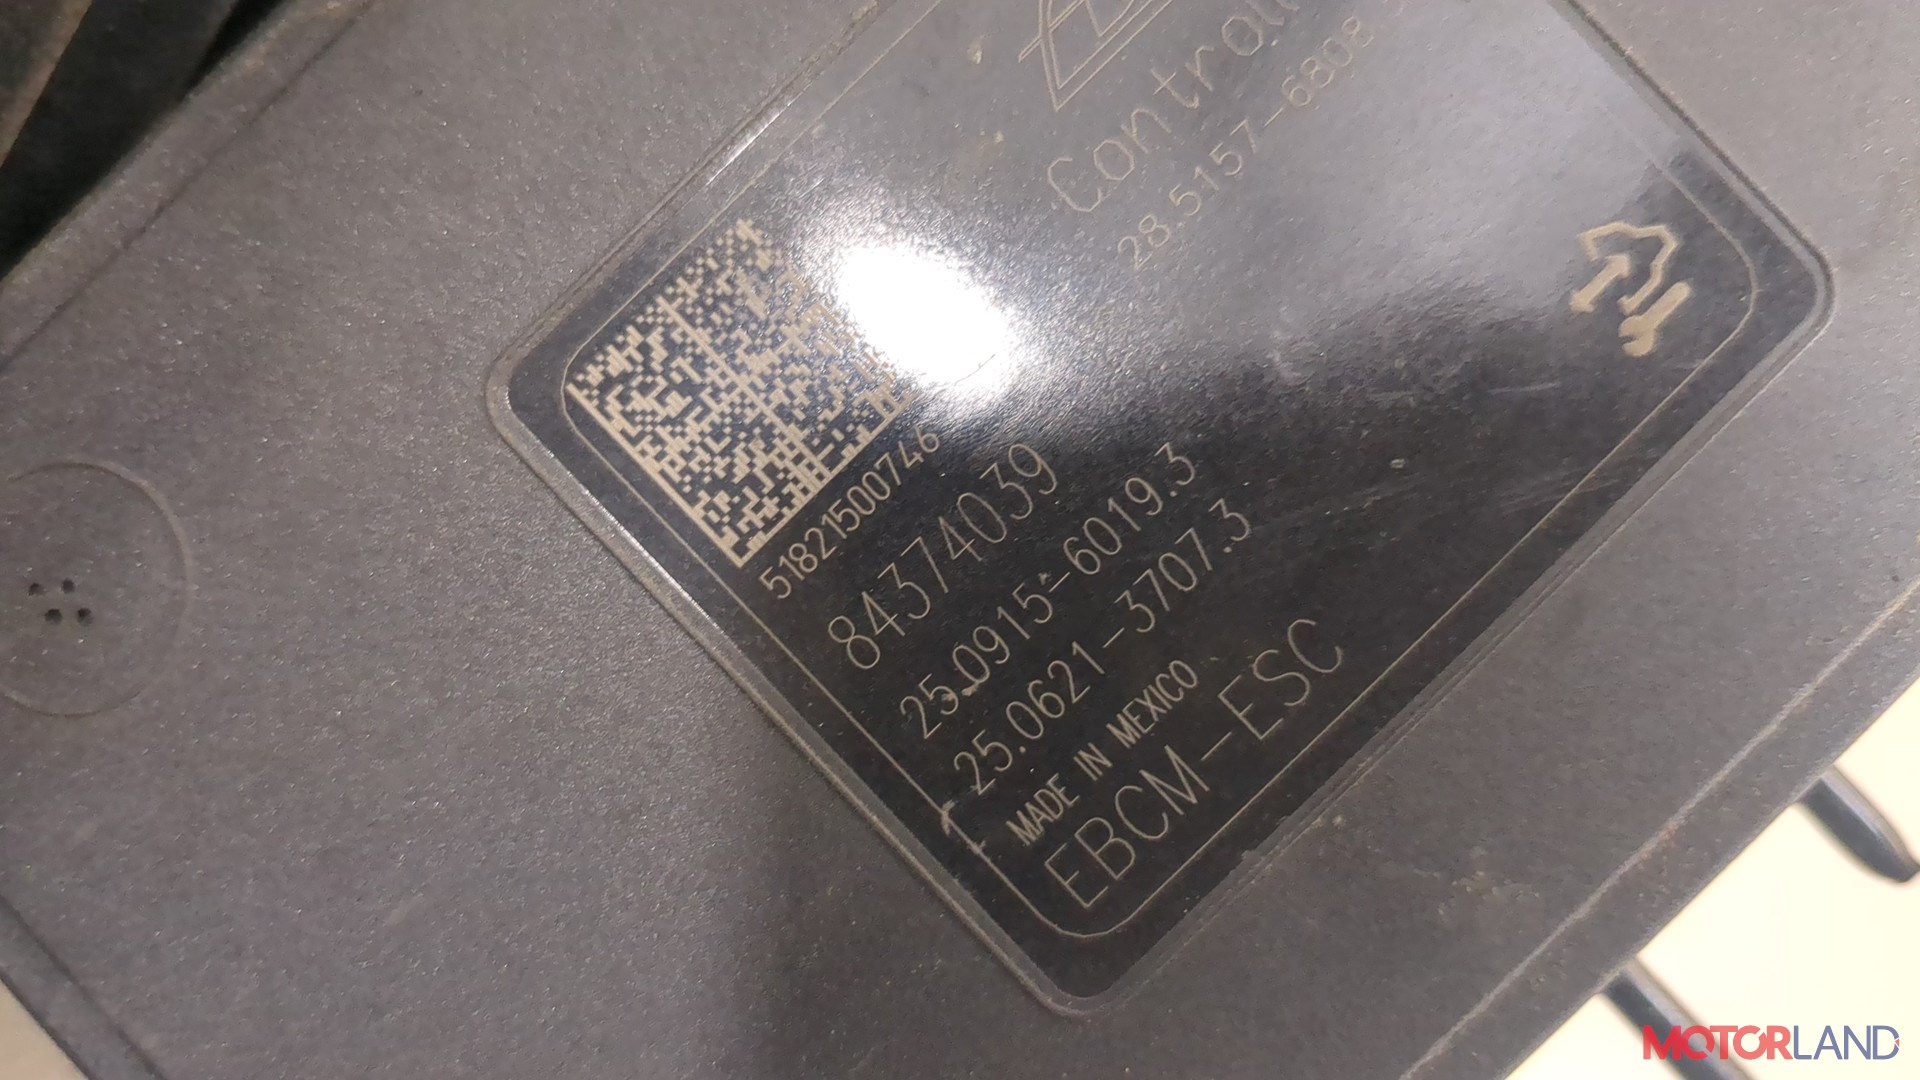 28.5157-6808
51821500746
84374039
25.0915-6019.3
25.0621-3707.3
MADE IN MEXICO
EBCM-ESC
MOTORLAND